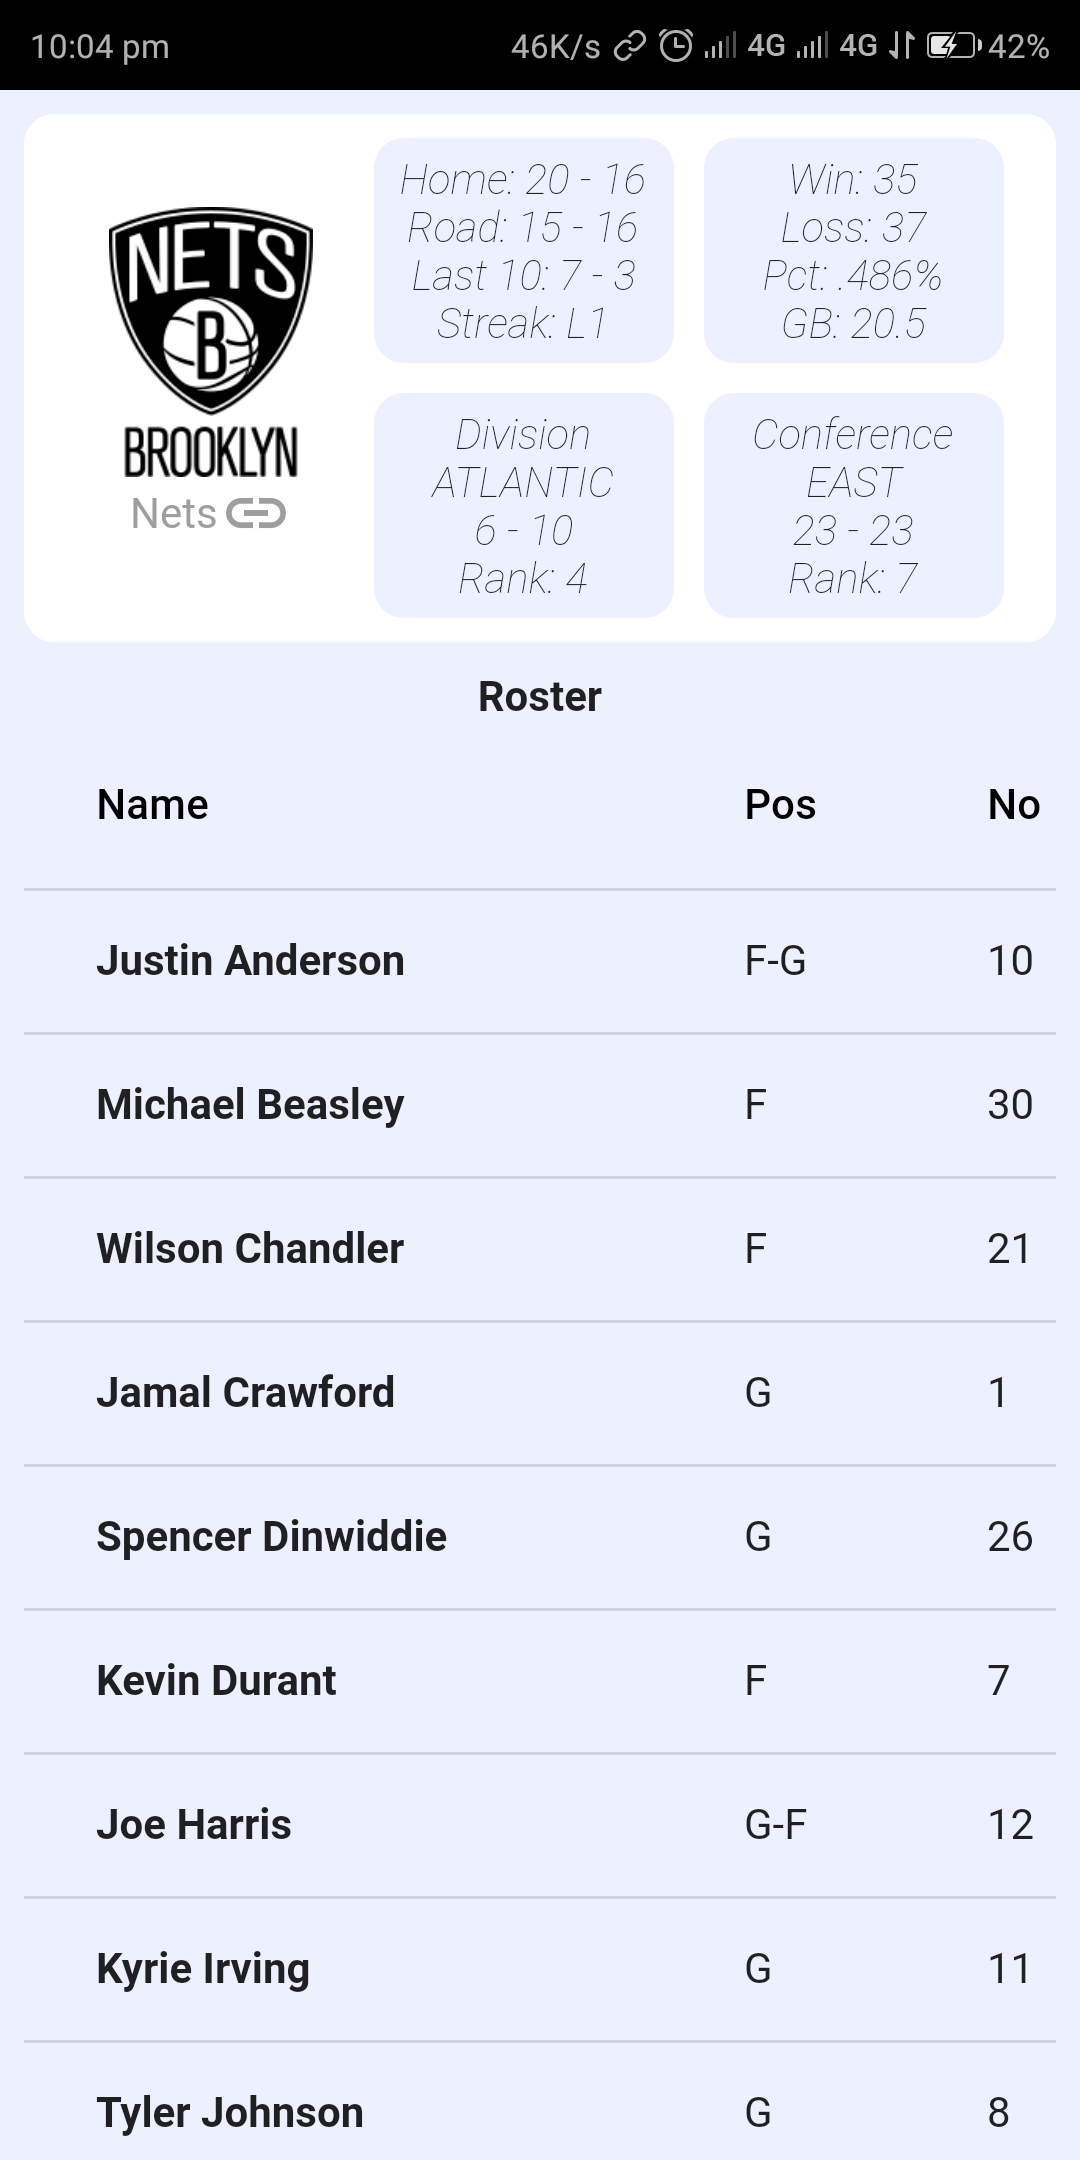 10:04 pm 46K/s 4G 4G 42%
NETS
B
BROOKLYN
Nets
Home: 20 - 16
Road: 15 - 16
Last 10: 7 - 3
Streak: L1
Win: 35
Loss: 37
Pct: .486%
GB: 20.5
Division
ATLANTIC
6 - 10
Rank: 4
Conference
EAST
23 - 23
Rank: 7
Roster
Name Pos No
Justin Anderson F-G 10
Michael Beasley F 30
Wilson Chandler F 21
Jamal Crawford G 1
Spencer Dinwiddie G 26
Kevin Durant F 7
Joe Harris G-F 12
Kyrie Irving G 11
Tyler Johnson G 8